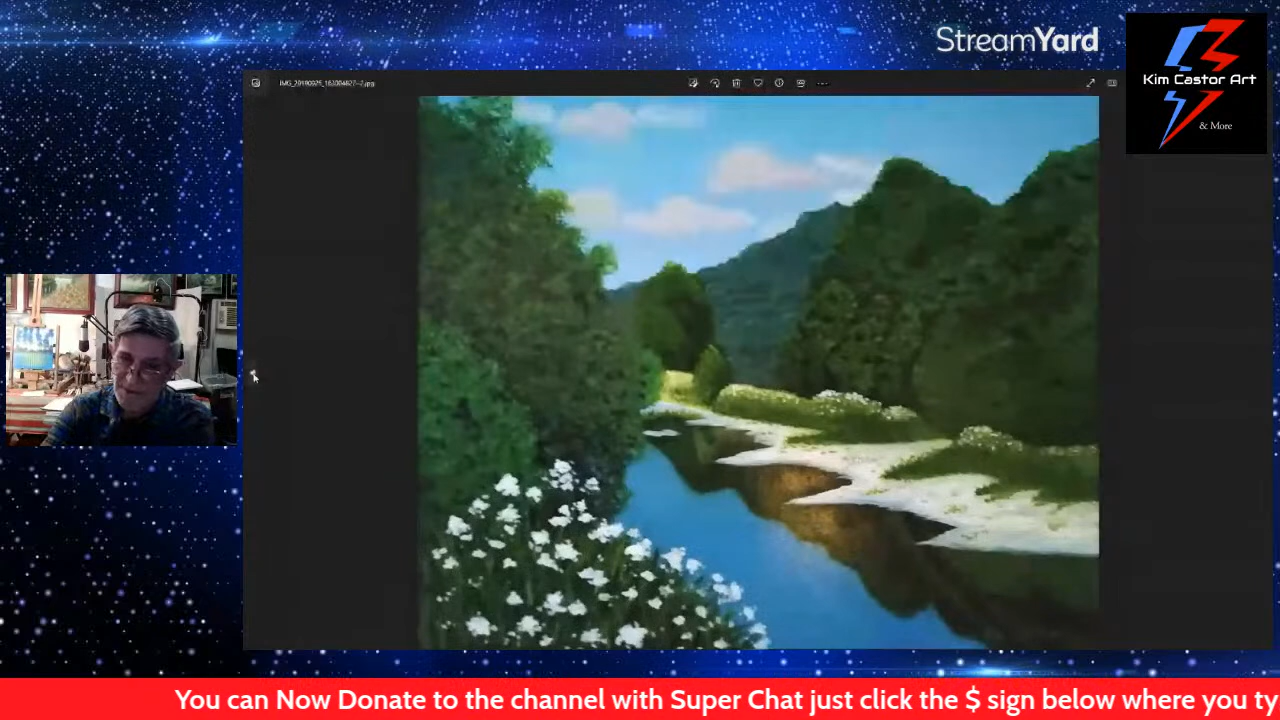 StreamYard
Kim Castor Art
& More
You can Now Donate to the channel with Super Chat just click the $ sign below where you ty